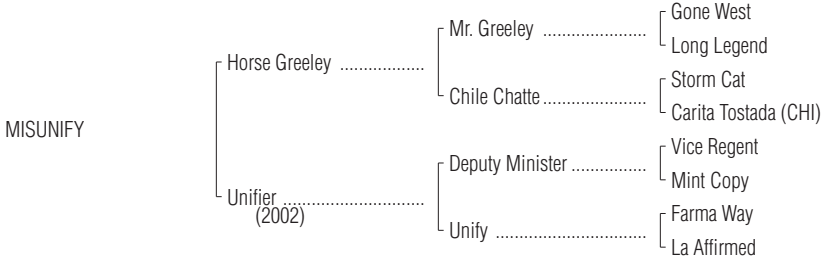 Gone West
Mr. Greeley ......................
Long Legend
Horse Greeley ..................
Storm Cat
Chile Chatte ......................
Carita Tostada (CHI)
MISUNIFY
Vice Regent
Deputy Minister ................
Mint Copy
Unifier ..............................
(2002)
Farma Way
Unify ................................
La Affirmed